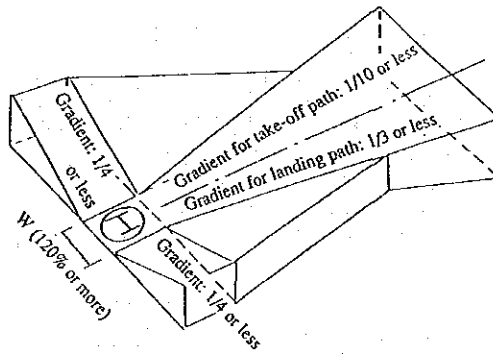 Gradient for take-off path: 1/10 or less
Gradient for landing path: 1/3 or less
Gradient: 1/4
or less
H
W (120% or more)
Gradient: 1/4 or less